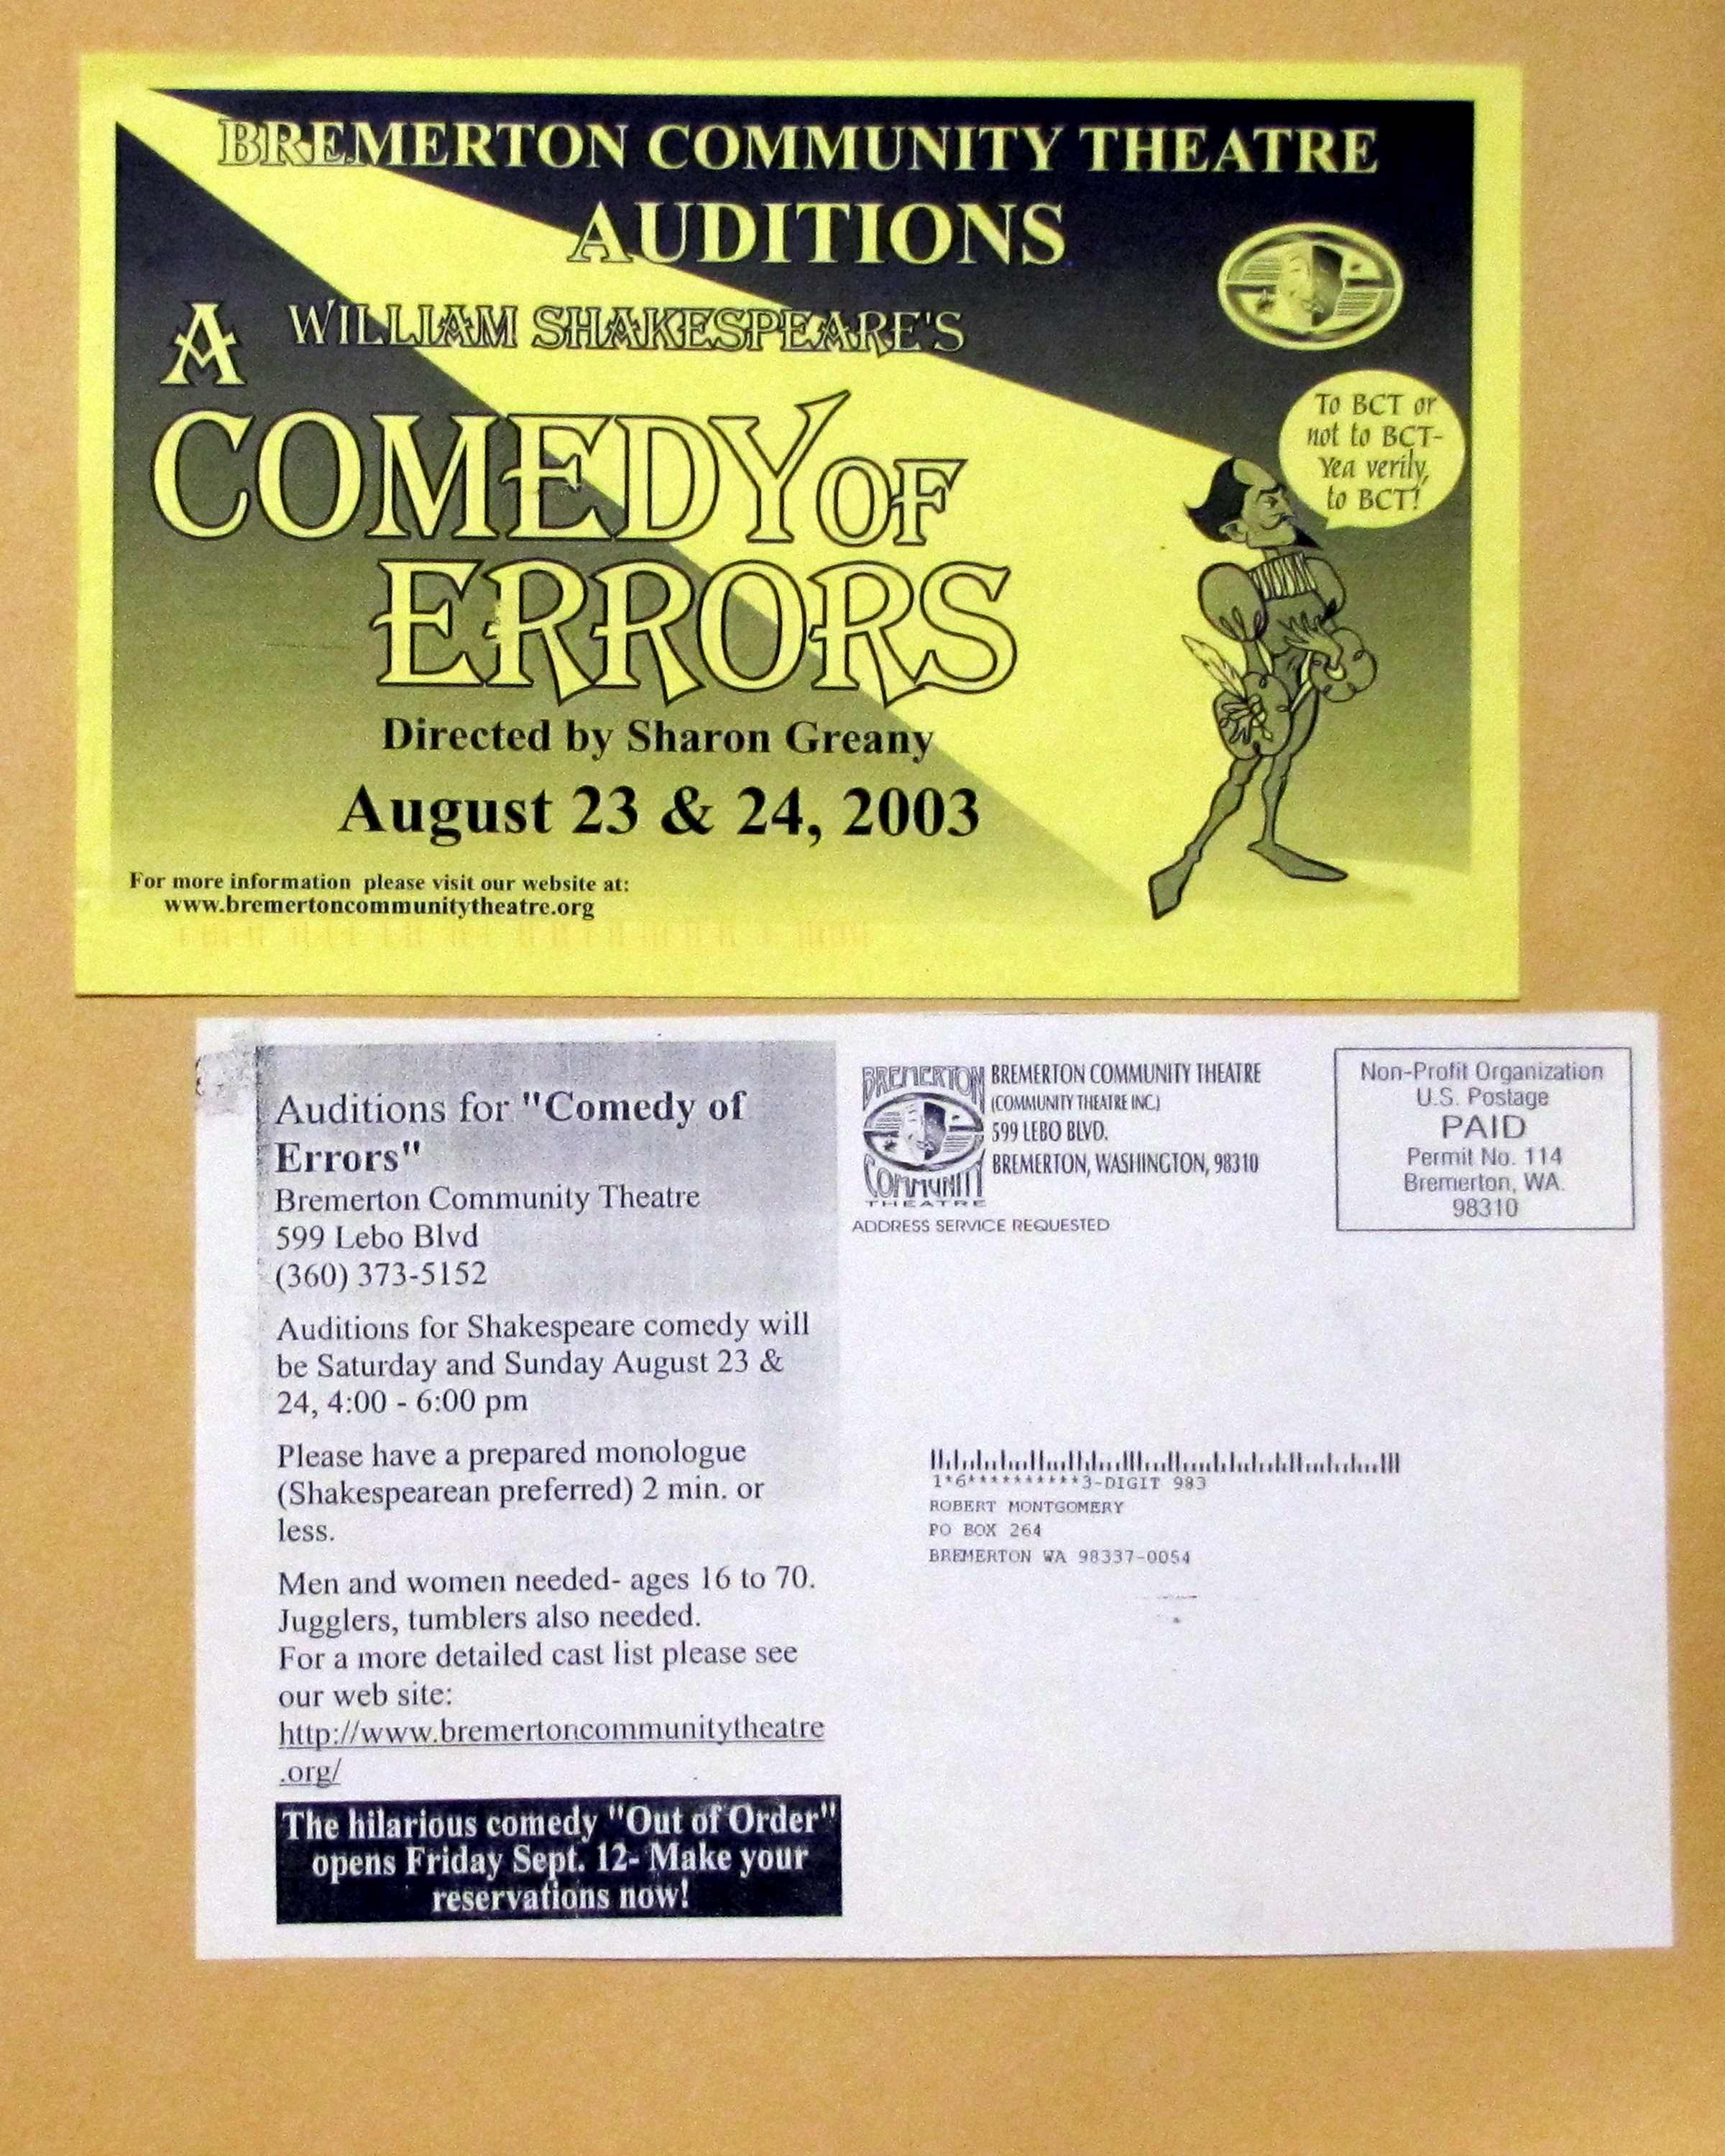 BREMERTON COMMUNITY THEATRE
AUDITIONS
A WILLIAM SHAKESPEARE'S
COMEDY OF
ERRORS
Directed by Sharon Greany
August 23 & 24, 2003
For more information please visit our website at:
www.bremertoncommunitytheatre.org
To BCT or
not to BCT-
Yea verily,
to BCT!
Auditions for "Comedy of
Errors"
Bremerton Community Theatre
599 Lebo Blvd
(360) 373-5152
Auditions for Shakespeare comedy will
be Saturday and Sunday August 23 &
24, 4:00 - 6:00 pm
Please have a prepared monologue
(Shakespearean preferred) 2 min. or
less.
Men and women needed- ages 16 to 70.
Jugglers, tumblers also needed.
For a more detailed cast list please see
our web site:
http://www.bremertoncommunitytheatre
.org/
The hilarious comedy "Out of Order"
opens Friday Sept. 12- Make your
reservations now!
BREMERTON
COMMUNITY
THEATRE
BREMERTON COMMUNITY THEATRE
(COMMUNITY THEATRE INC.)
599 LEBO BLVD.
BREMERTON, WASHINGTON, 98310
ADDRESS SERVICE REQUESTED
Non-Profit Organization
U.S. Postage
PAID
Permit No. 114
Bremerton, WA.
98310
1*6**********3-DIGIT 983
ROBERT MONTGOMERY
PO BOX 264
BREMERTON WA 98337-0054